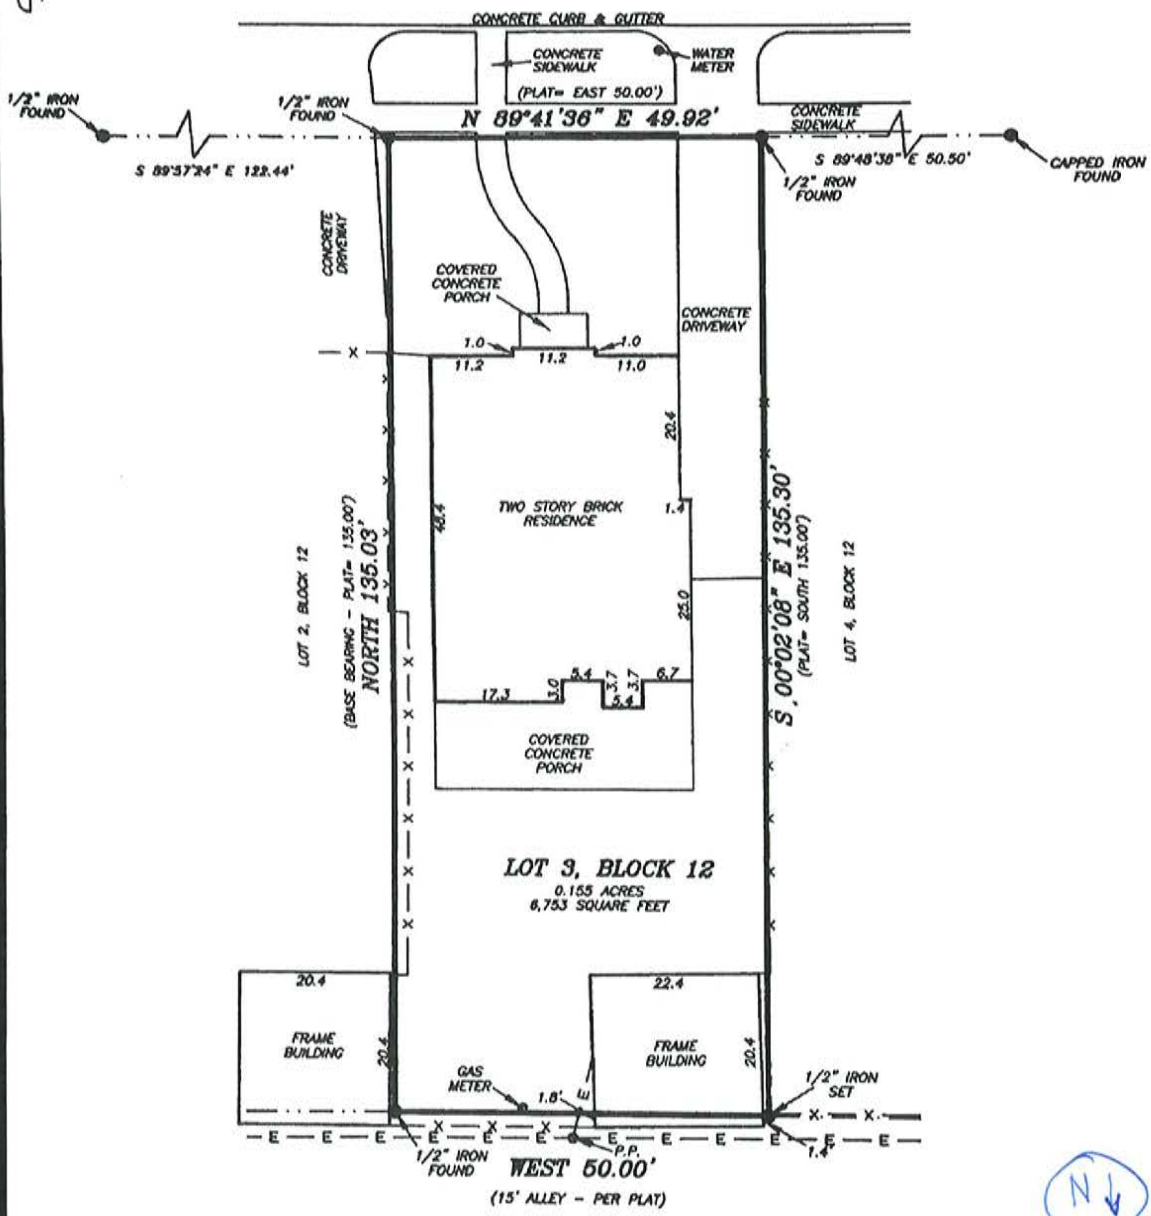 CONCRETE CURB & GUTTER
CONCRETE
SIDEWALK
WATER
METER
(PLAT= EAST 50.00')
1/2" IRON
FOUND
1/2" IRON
FOUND
N 89°41'36" E 49.92'
CONCRETE
SIDEWALK
S 89°57'24" E 122.44'
S 89°48'38" E 50.50'
CAPPED IRON
FOUND
1/2" IRON
FOUND
CONCRETE
DRIVEWAY
COVERED
CONCRETE
PORCH
CONCRETE
DRIVEWAY
1.0
1.0
11.2
11.2
11.0
X
20.4
48.4
TWO STORY BRICK
RESIDENCE
1.4
LOT 2, BLOCK 12
(BASE BEARING - PLAT= 135.00')
NORTH 135.03'
S 00°02'08" E 135.30'
(PLAT= SOUTH 135.00')
LOT 4, BLOCK 12
25.0
17.3
3.0
5.4
3.7
3.7
5.4
6.7
COVERED
CONCRETE
PORCH
LOT 3, BLOCK 12
0.155 ACRES
6,753 SQUARE FEET
20.4
22.4
FRAME
BUILDING
20.4
FRAME
BUILDING
20.4
GAS
METER
1.8'
E
1/2" IRON
SET
X X
X X X
E E E E E E E E E E E E
1/2" IRON
FOUND
P.P.
1.4'
WEST 50.00'
(15' ALLEY - PER PLAT)
N